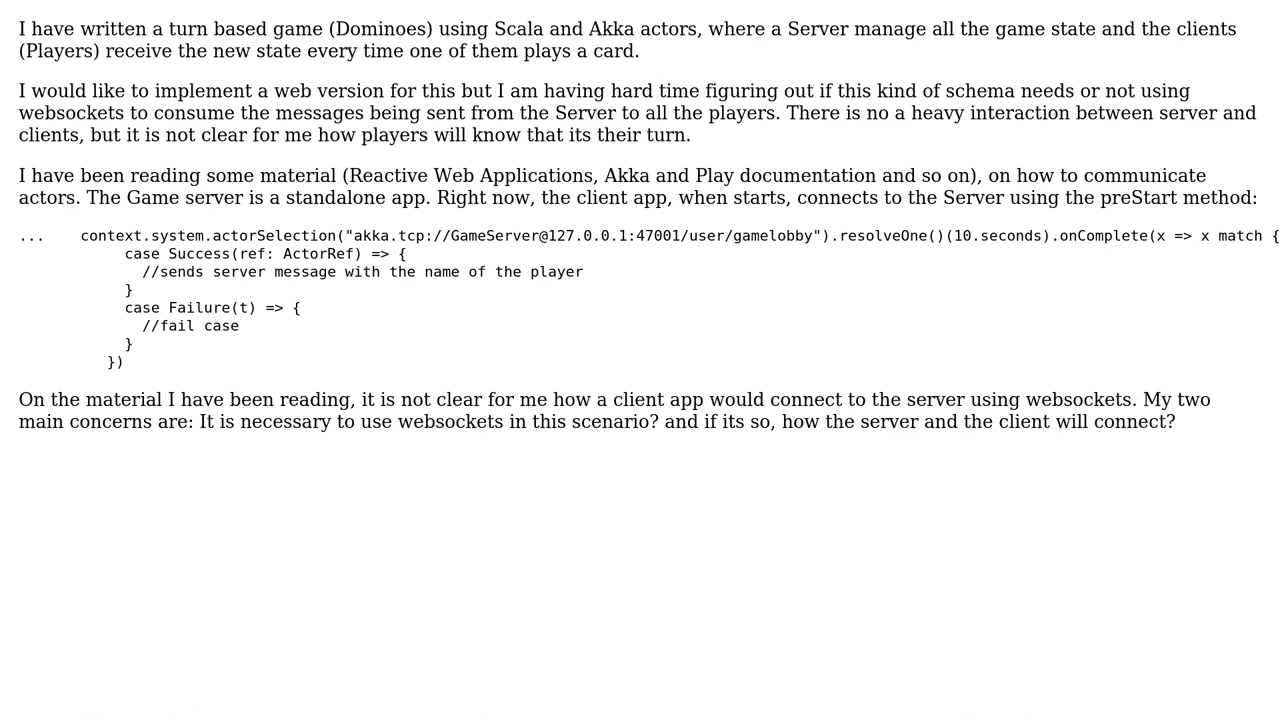 I have written a turn based game (Dominoes) using Scala and Akka actors, where a Server manage all the game state and the clients
(Players) receive the new state every time one of them plays a card.
I would like to implement a web version for this but I am having hard time figuring out if this kind of schema needs or not using
websockets to consume the messages being sent from the Server to all the players. There is no a heavy interaction between server and
clients, but it is not clear for me how players will know that its their turn.
I have been reading some material (Reactive Web Applications, Akka and Play documentation and so on), on how to communicate
actors. The Game server is a standalone app. Right now, the client app, when starts, connects to the Server using the preStart method:
...    context.system.actorSelection("akka.tcp://GameServer@127.0.0.1:47001/user/gamelobby").resolveOne()(10.seconds).onComplete(x => x match {
            case Success(ref: ActorRef) => {
              //sends server message with the name of the player
            }
            case Failure(t) => {
              //fail case
            }
          })
On the material I have been reading, it is not clear for me how a client app would connect to the server using websockets. My two
main concerns are: It is necessary to use websockets in this scenario? and if its so, how the server and the client will connect?